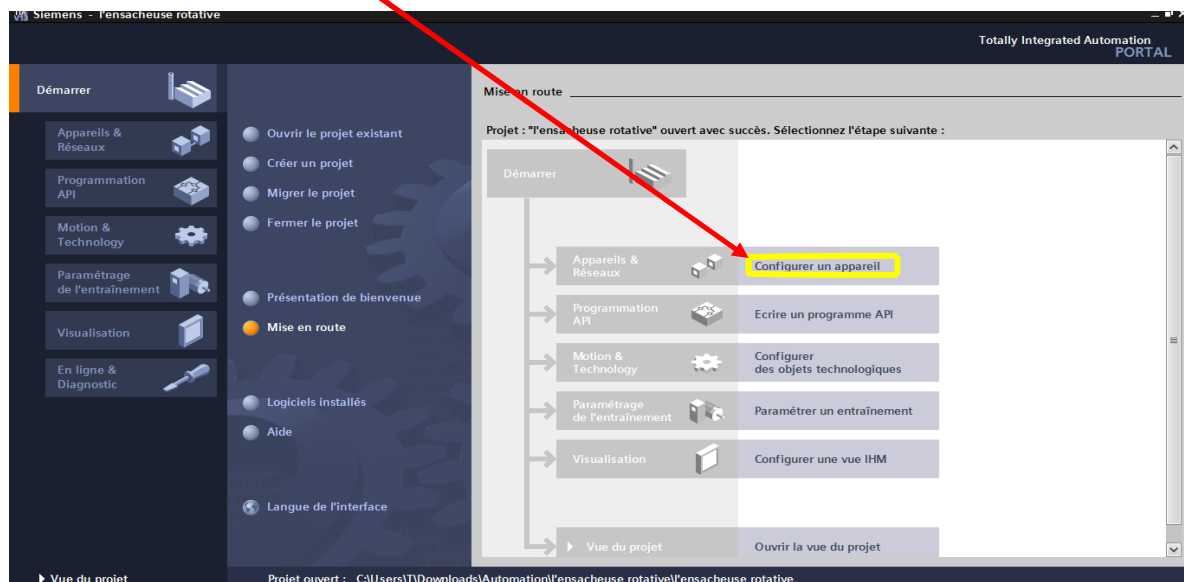 Siemens - l'ensacheuse rotative
Totally Integrated Automation
PORTAL
Démarrer
Appareils &
Réseaux
Programmation
API
Motion &
Technology
Paramétrage
de l'entraînement
Visualisation
En ligne &
Diagnostic
Vue du projet
Ouvrir le projet existant
Créer un projet
Migrer le projet
Fermer le projet
Présentation de bienvenue
Mise en route
Logiciels installés
Aide
Langue de l'interface
Mise en route
Projet : "l'ensacheuse rotative" ouvert avec succès. Sélectionnez l'étape suivante :
Démarrer
Appareils &
Réseaux
Configurer un appareil
Programmation
API
Ecrire un programme API
Motion &
Technology
Configurer
des objets technologiques
Paramétrage
de l'entraînement
Paramétrer un entraînement
Visualisation
Configurer une vue IHM
Vue du projet
Ouvrir la vue du projet
Projet ouvert : C:\Users\T\Downloads\Automation\l'ensacheuse rotative\l'ensacheuse rotative